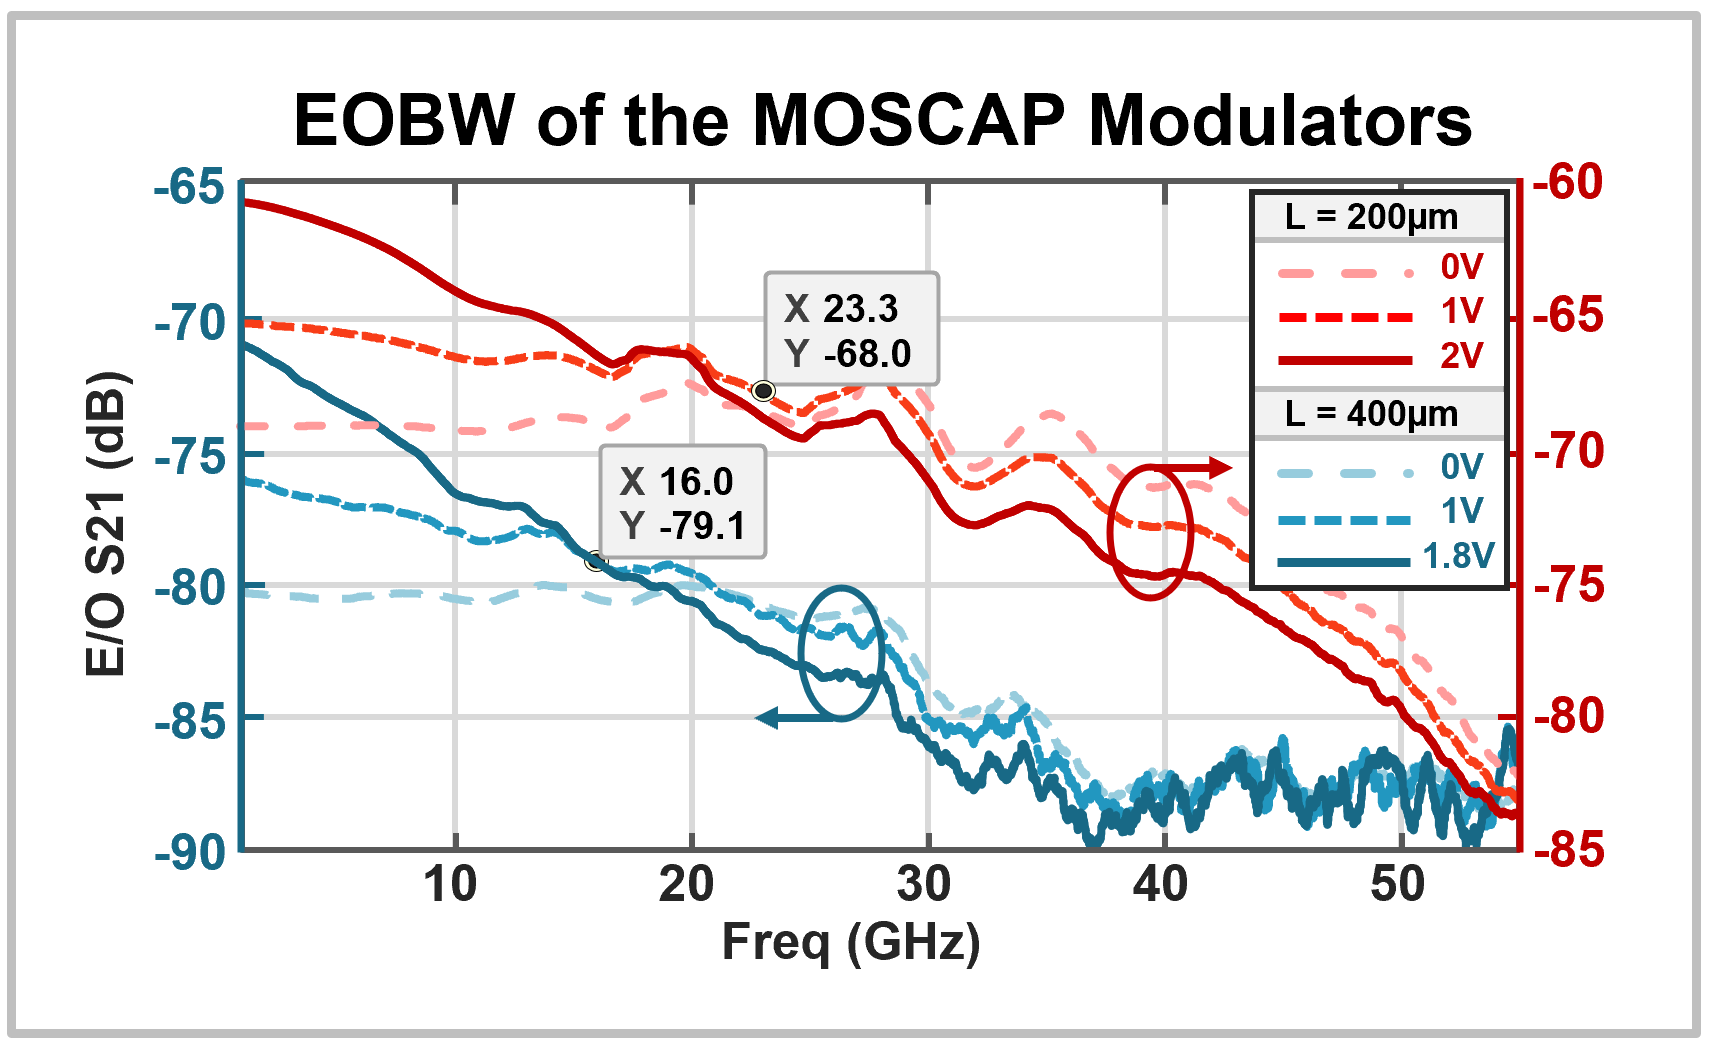 EOBW of the MOSCAP Modulators
E/O S21 (dB)
-65
-70
-75
-80
-85
-90
X 23.3
Y -68.0
X 16.0
Y -79.1
L = 200µm
0V
1V
2V
L = 400µm
0V
1V
1.8V
-60
-65
-70
-75
-80
-85
10 20 30 40 50
Freq (GHz)